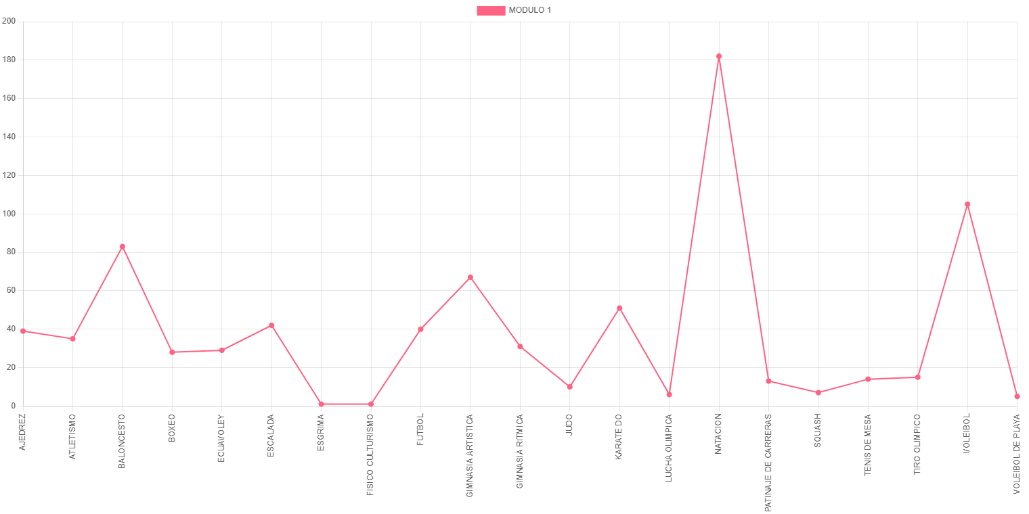 MODULO 1
200
180
160
140
120
100
80
60
40
20
0
AJEDREZ
ATLETISMO
BALONCESTO
BOXEO
ECUAVOLEY
ESCALADA
ESGRIMA
FISICO CULTURISMO
FUTBOL
GIMNASIA ARTISTICA
GIMNASIA RITMICA
JUDO
KARATE DO
LUCHA OLIMPICA
NATACION
PATINAJE DE CARRERAS
SQUASH
TENIS DE MESA
TIRO OLIMPICO
VOLEIBOL
VOLEIBOL DE PLAYA